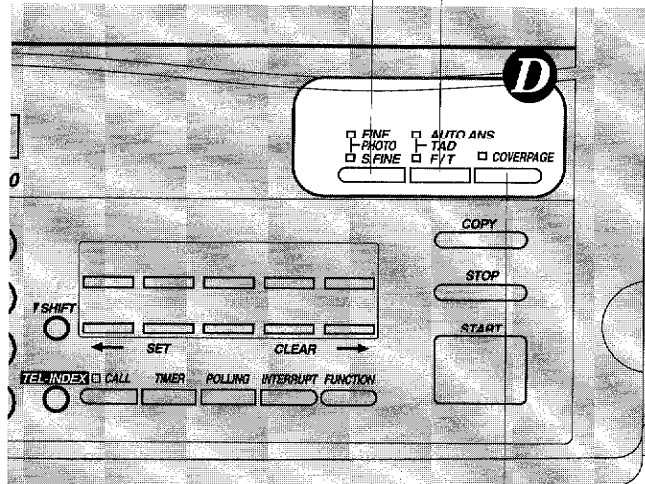 D
FINE
PHOTO
S.FINE
AUTO ANS
TAD
F/T
COVERPAGE
0
COPY
STOP
START
SHIFT
SET
CLEAR
TEL-INDEX
CALL
TIMER
POLLING
INTERRUPT
FUNCTION